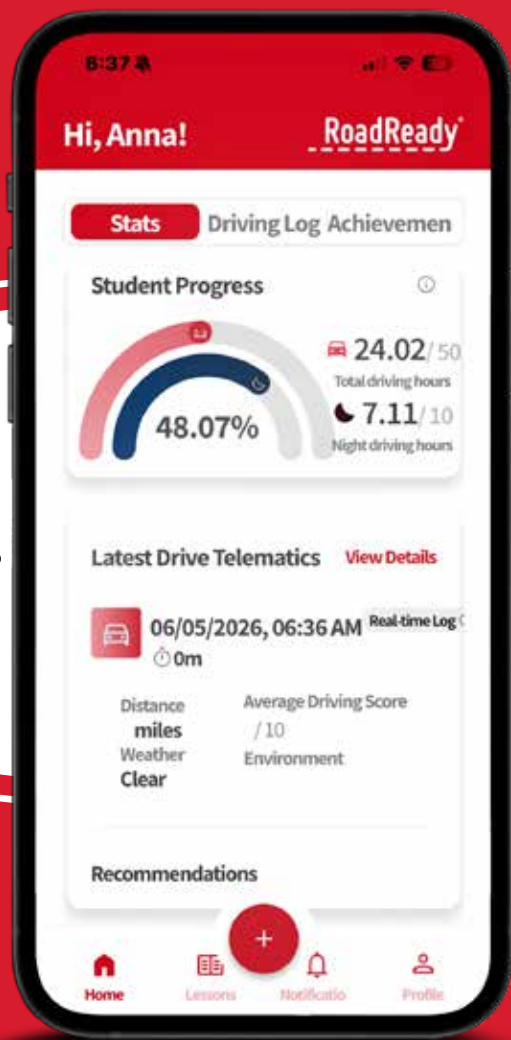 6:37
Hi, Anna!
RoadReady
Stats Driving Log Achievemen
Student Progress
24.02/50
Total driving hours
48.07%
7.11/10
Night driving hours
Latest Drive Telematics View Details
06/05/2026, 06:36 AM Real-time Log
0m
Distance Average Driving Score
miles /10
Weather Environment
Clear
Recommendations
+
Home Lessons Notificatio Profile